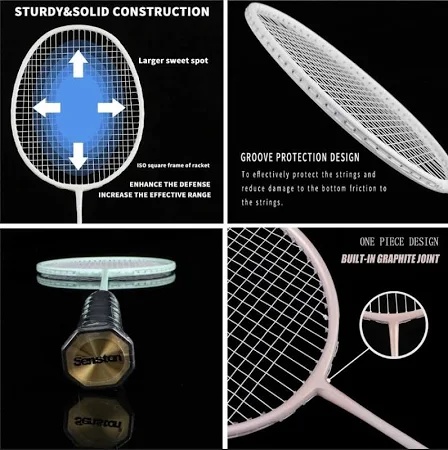 STURDY&SOLID CONSTRUCTION
Larger sweet spot
ISO square frame of racket
ENHANCE THE DEFENSE
INCREASE THE EFFECTIVE RANGE
GROOVE PROTECTION DESIGN
To effectively protect the strings and
reduce damage to the bottom friction to
the strings.
Senston
ONE PIECE DESIGN
BUILT-IN GRAPHITE JOINT